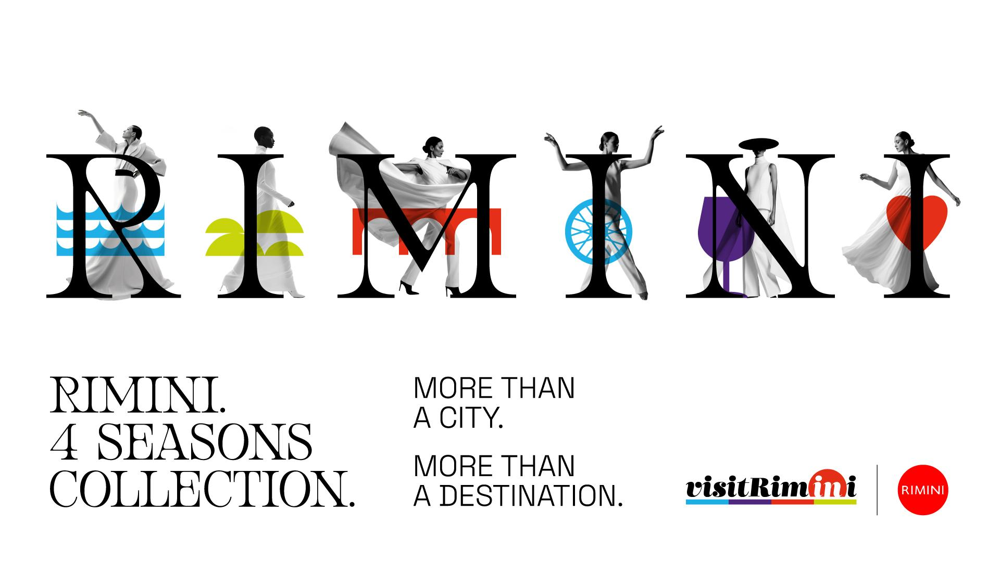 RIMINI
RIMINI.
4 SEASONS
COLLECTION.
MORE THAN
A CITY.
MORE THAN
A DESTINATION.
visitRimini
RIMINI